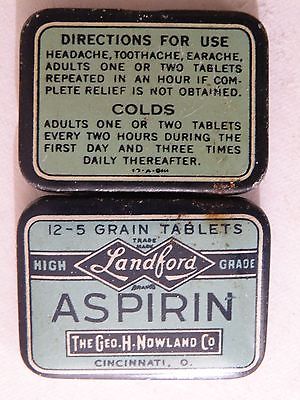 DIRECTIONS FOR USE
HEADACHE, TOOTHACHE, EARACHE,
ADULTS ONE OR TWO TABLETS
REPEATED IN AN HOUR IF COM-
PLETE RELIEF IS NOT OBTAINED.
COLDS
ADULTS ONE OR TWO TABLETS
EVERY TWO HOURS DURING THE
FIRST DAY AND THREE TIMES
DAILY THEREAFTER.
12-5 GRAIN TABLETS
TRADE
MARK
HIGH Landford GRADE
BRAND
ASPIRIN
THE GEO. H. NOWLAND CO
CINCINNATI, O.